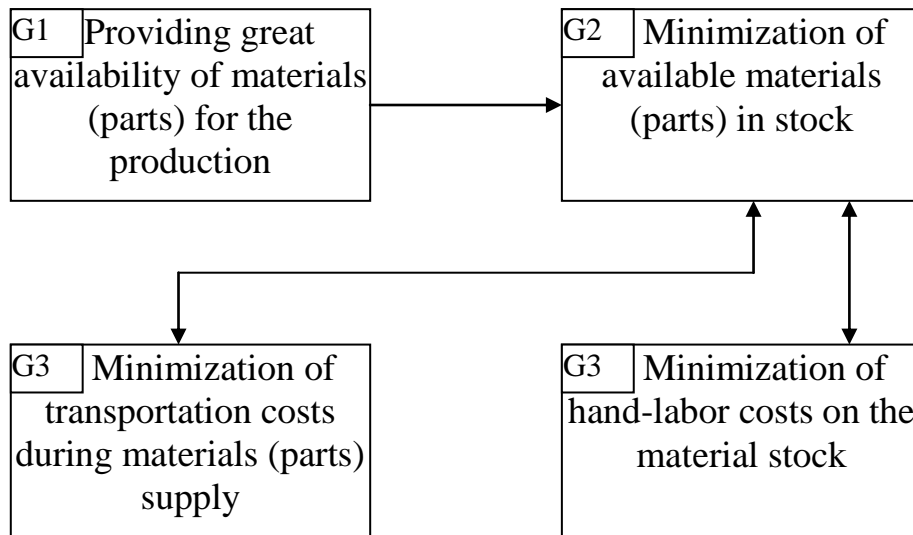 G1 Providing great
availability of materials
(parts) for the
production
G2 Minimization of
available materials
(parts) in stock
G3 Minimization of
transportation costs
during materials (parts)
supply
G3 Minimization of
hand-labor costs on the
material stock